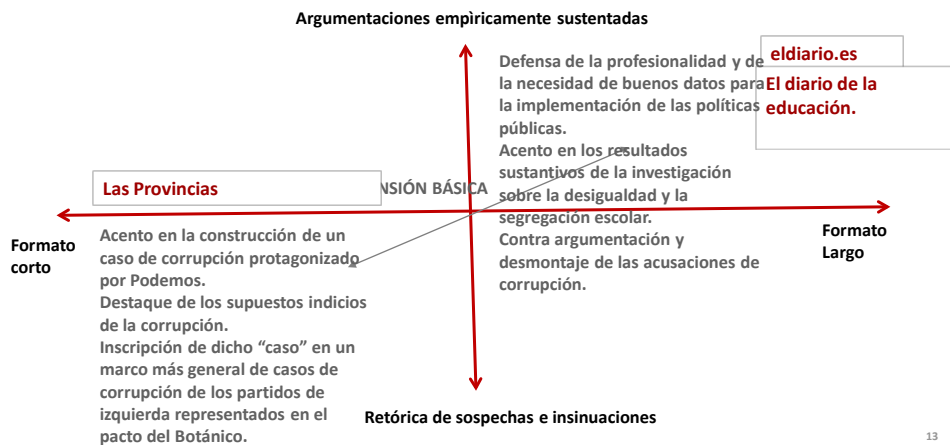 Argumentaciones empìricamente sustentadas
Defensa de la profesionalidad y de
la necesidad de buenos datos para
la implementación de las políticas
públicas.
Acento en los resultados
sustantivos de la investigación
sobre la desigualdad y la
segregación escolar.
Contra argumentación y
desmontaje de las acusaciones de
corrupción.
eldiario.es
El diario de la
educación.
Las Provincias
NSIÓN BÁSICA
Formato
corto
Formato
Largo
Acento en la construcción de un
caso de corrupción protagonizado
por Podemos.
Destaque de los supuestos indicios
de la corrupción.
Inscripción de dicho “caso” en un
marco más general de casos de
corrupción de los partidos de
izquierda representados en el
pacto del Botánico.
Retórica de sospechas e insinuaciones
13